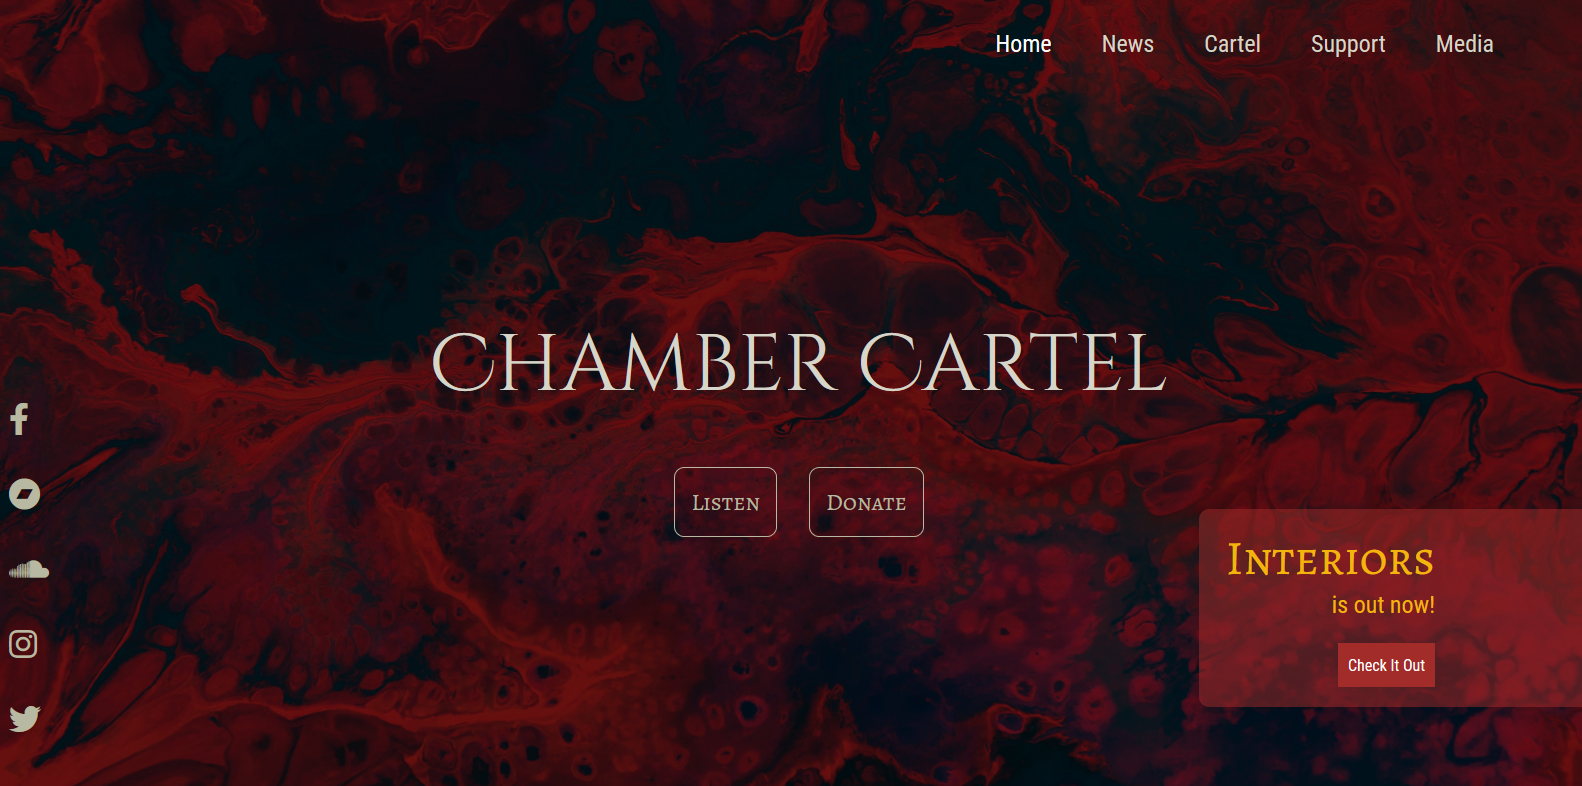 Home News Cartel Support Media
Chamber Cartel
Listen Donate
Interiors
is out now!
Check It Out